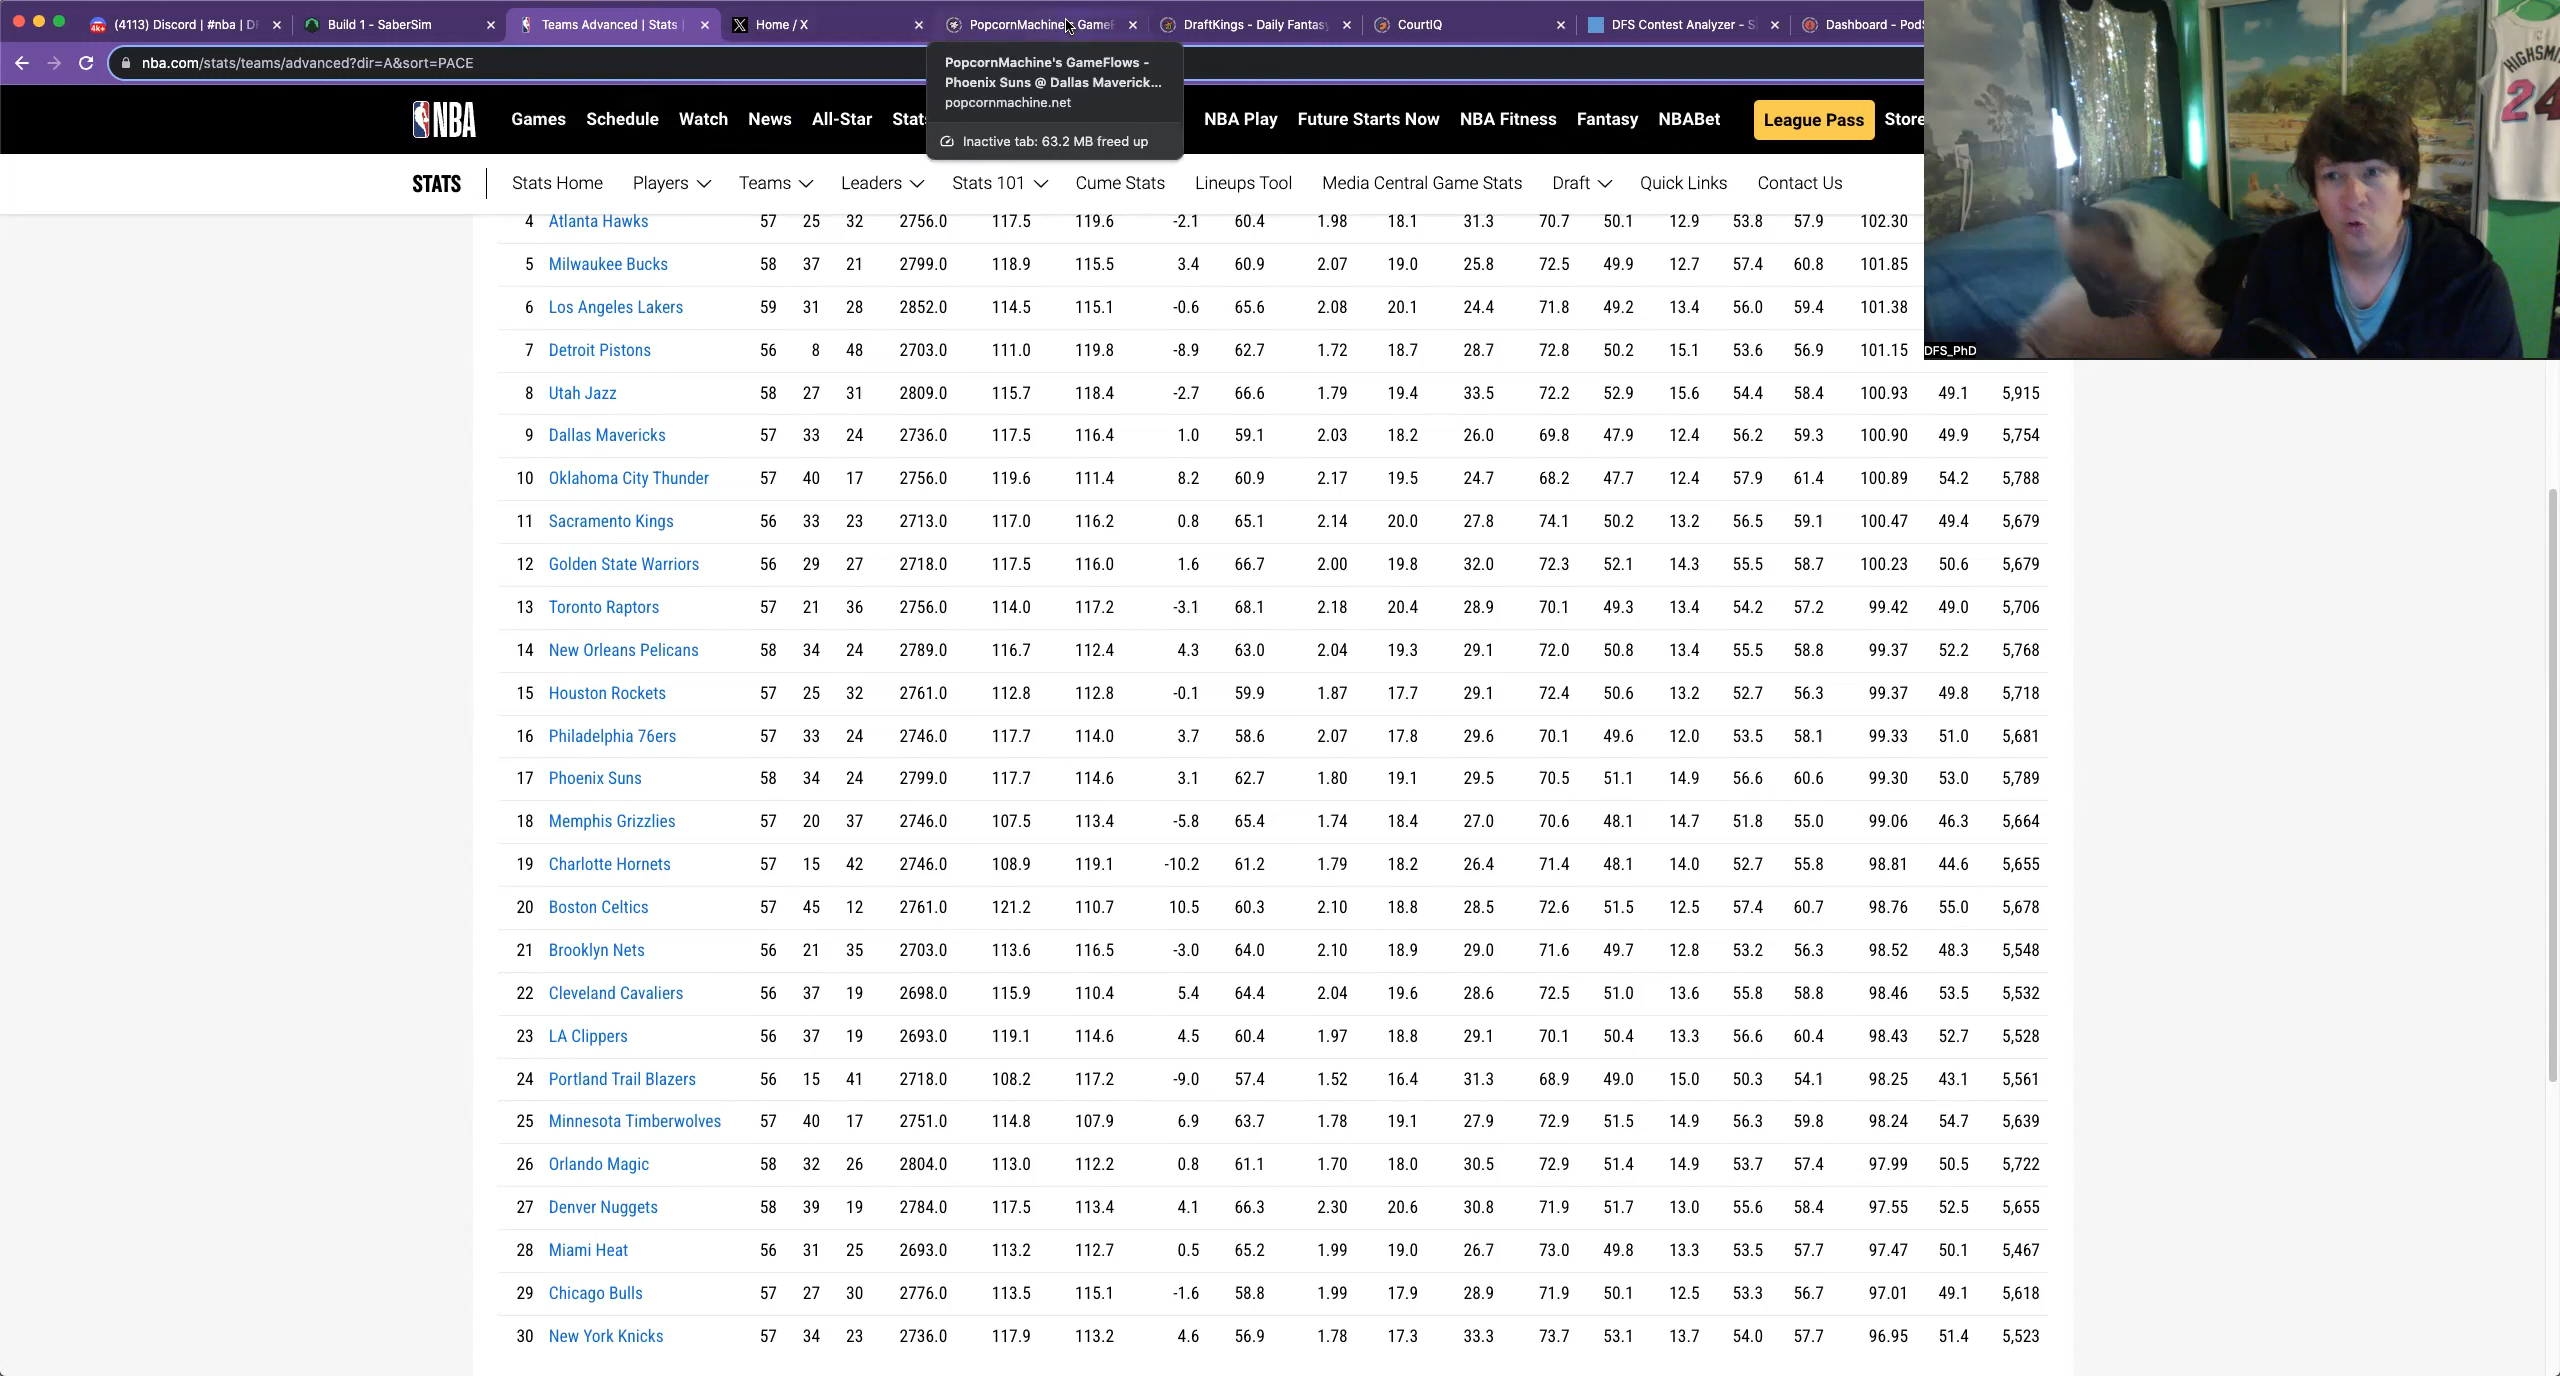 (4113) Discord | #nba | D
Build 1 - SaberSim
Teams Advanced | Stats |
Home / X
PopcornMachine's GameF
DraftKings - Daily Fantasy
CourtIQ
DFS Contest Analyzer - S
Dashboard - PodS
nba.com/stats/teams/advanced?dir=A&sort=PACE
PopcornMachine's GameFlows -
Phoenix Suns @ Dallas Maverick...
popcornmachine.net
Inactive tab: 63.2 MB freed up
NBA Games Schedule Watch News All-Star Stats NBA Play Future Starts Now NBA Fitness Fantasy NBABet League Pass Store
HIGHSMI
24
STATS Stats Home Players Teams Leaders Stats 101 Cume Stats Lineups Tool Media Central Game Stats Draft Quick Links Contact Us
4 Atlanta Hawks 57 25 32 2756.0 117.5 119.6 -2.1 60.4 1.98 18.1 31.3 70.7 50.1 12.9 53.8 57.9 102.30
5 Milwaukee Bucks 58 37 21 2799.0 118.9 115.5 3.4 60.9 2.07 19.0 25.8 72.5 49.9 12.7 57.4 60.8 101.85
6 Los Angeles Lakers 59 31 28 2852.0 114.5 115.1 -0.6 65.6 2.08 20.1 24.4 71.8 49.2 13.4 56.0 59.4 101.38
7 Detroit Pistons 56 8 48 2703.0 111.0 119.8 -8.9 62.7 1.72 18.7 28.7 72.8 50.2 15.1 53.6 56.9 101.15
DFS_PhD
8 Utah Jazz 58 27 31 2809.0 115.7 118.4 -2.7 66.6 1.79 19.4 33.5 72.2 52.9 15.6 54.4 58.4 100.93 49.1 5,915
9 Dallas Mavericks 57 33 24 2736.0 117.5 116.4 1.0 59.1 2.03 18.2 26.0 69.8 47.9 12.4 56.2 59.3 100.90 49.9 5,754
10 Oklahoma City Thunder 57 40 17 2756.0 119.6 111.4 8.2 60.9 2.17 19.5 24.7 68.2 47.7 12.4 57.9 61.4 100.89 54.2 5,788
11 Sacramento Kings 56 33 23 2713.0 117.0 116.2 0.8 65.1 2.14 20.0 27.8 74.1 50.2 13.2 56.5 59.1 100.47 49.4 5,679
12 Golden State Warriors 56 29 27 2718.0 117.5 116.0 1.6 66.7 2.00 19.8 32.0 72.3 52.1 14.3 55.5 58.7 100.23 50.6 5,679
13 Toronto Raptors 57 21 36 2756.0 114.0 117.2 -3.1 68.1 2.18 20.4 28.9 70.1 49.3 13.4 54.2 57.2 99.42 49.0 5,706
14 New Orleans Pelicans 58 34 24 2789.0 116.7 112.4 4.3 63.0 2.04 19.3 29.1 72.0 50.8 13.4 55.5 58.8 99.37 52.2 5,768
15 Houston Rockets 57 25 32 2761.0 112.8 112.8 -0.1 59.9 1.87 17.7 29.1 72.4 50.6 13.2 52.7 56.3 99.37 49.8 5,718
16 Philadelphia 76ers 57 33 24 2746.0 117.7 114.0 3.7 58.6 2.07 17.8 29.6 70.1 49.6 12.0 53.5 58.1 99.33 51.0 5,681
17 Phoenix Suns 58 34 24 2799.0 117.7 114.6 3.1 62.7 1.80 19.1 29.5 70.5 51.1 14.9 56.6 60.6 99.30 53.0 5,789
18 Memphis Grizzlies 57 20 37 2746.0 107.5 113.4 -5.8 65.4 1.74 18.4 27.0 70.6 48.1 14.7 51.8 55.0 99.06 46.3 5,664
19 Charlotte Hornets 57 15 42 2746.0 108.9 119.1 -10.2 61.2 1.79 18.2 26.4 71.4 48.1 14.0 52.7 55.8 98.81 44.6 5,655
20 Boston Celtics 57 45 12 2761.0 121.2 110.7 10.5 60.3 2.10 18.8 28.5 72.6 51.5 12.5 57.4 60.7 98.76 55.0 5,678
21 Brooklyn Nets 56 21 35 2703.0 113.6 116.5 -3.0 64.0 2.10 18.9 29.0 71.6 49.7 12.8 53.2 56.3 98.52 48.3 5,548
22 Cleveland Cavaliers 56 37 19 2698.0 115.9 110.4 5.4 64.4 2.04 19.6 28.6 72.5 51.0 13.6 55.8 58.8 98.46 53.5 5,532
23 LA Clippers 56 37 19 2693.0 119.1 114.6 4.5 60.4 1.97 18.8 29.1 70.1 50.4 13.3 56.6 60.4 98.43 52.7 5,528
24 Portland Trail Blazers 56 15 41 2718.0 108.2 117.2 -9.0 57.4 1.52 16.4 31.3 68.9 49.0 15.0 50.3 54.1 98.25 43.1 5,561
25 Minnesota Timberwolves 57 40 17 2751.0 114.8 107.9 6.9 63.7 1.78 19.1 27.9 72.9 51.5 14.9 56.3 59.8 98.24 54.7 5,639
26 Orlando Magic 58 32 26 2804.0 113.0 112.2 0.8 61.1 1.70 18.0 30.5 72.9 51.4 14.9 53.7 57.4 97.99 50.5 5,722
27 Denver Nuggets 58 39 19 2784.0 117.5 113.4 4.1 66.3 2.30 20.6 30.8 71.9 51.7 13.0 55.6 58.4 97.55 52.5 5,655
28 Miami Heat 56 31 25 2693.0 113.2 112.7 0.5 65.2 1.99 19.0 26.7 73.0 49.8 13.3 53.5 57.7 97.47 50.1 5,467
29 Chicago Bulls 57 27 30 2776.0 113.5 115.1 -1.6 58.8 1.99 17.9 28.9 71.9 50.1 12.5 53.3 56.7 97.01 49.1 5,618
30 New York Knicks 57 34 23 2736.0 117.9 113.2 4.6 56.9 1.78 17.3 33.3 73.7 53.1 13.7 54.0 57.7 96.95 51.4 5,523